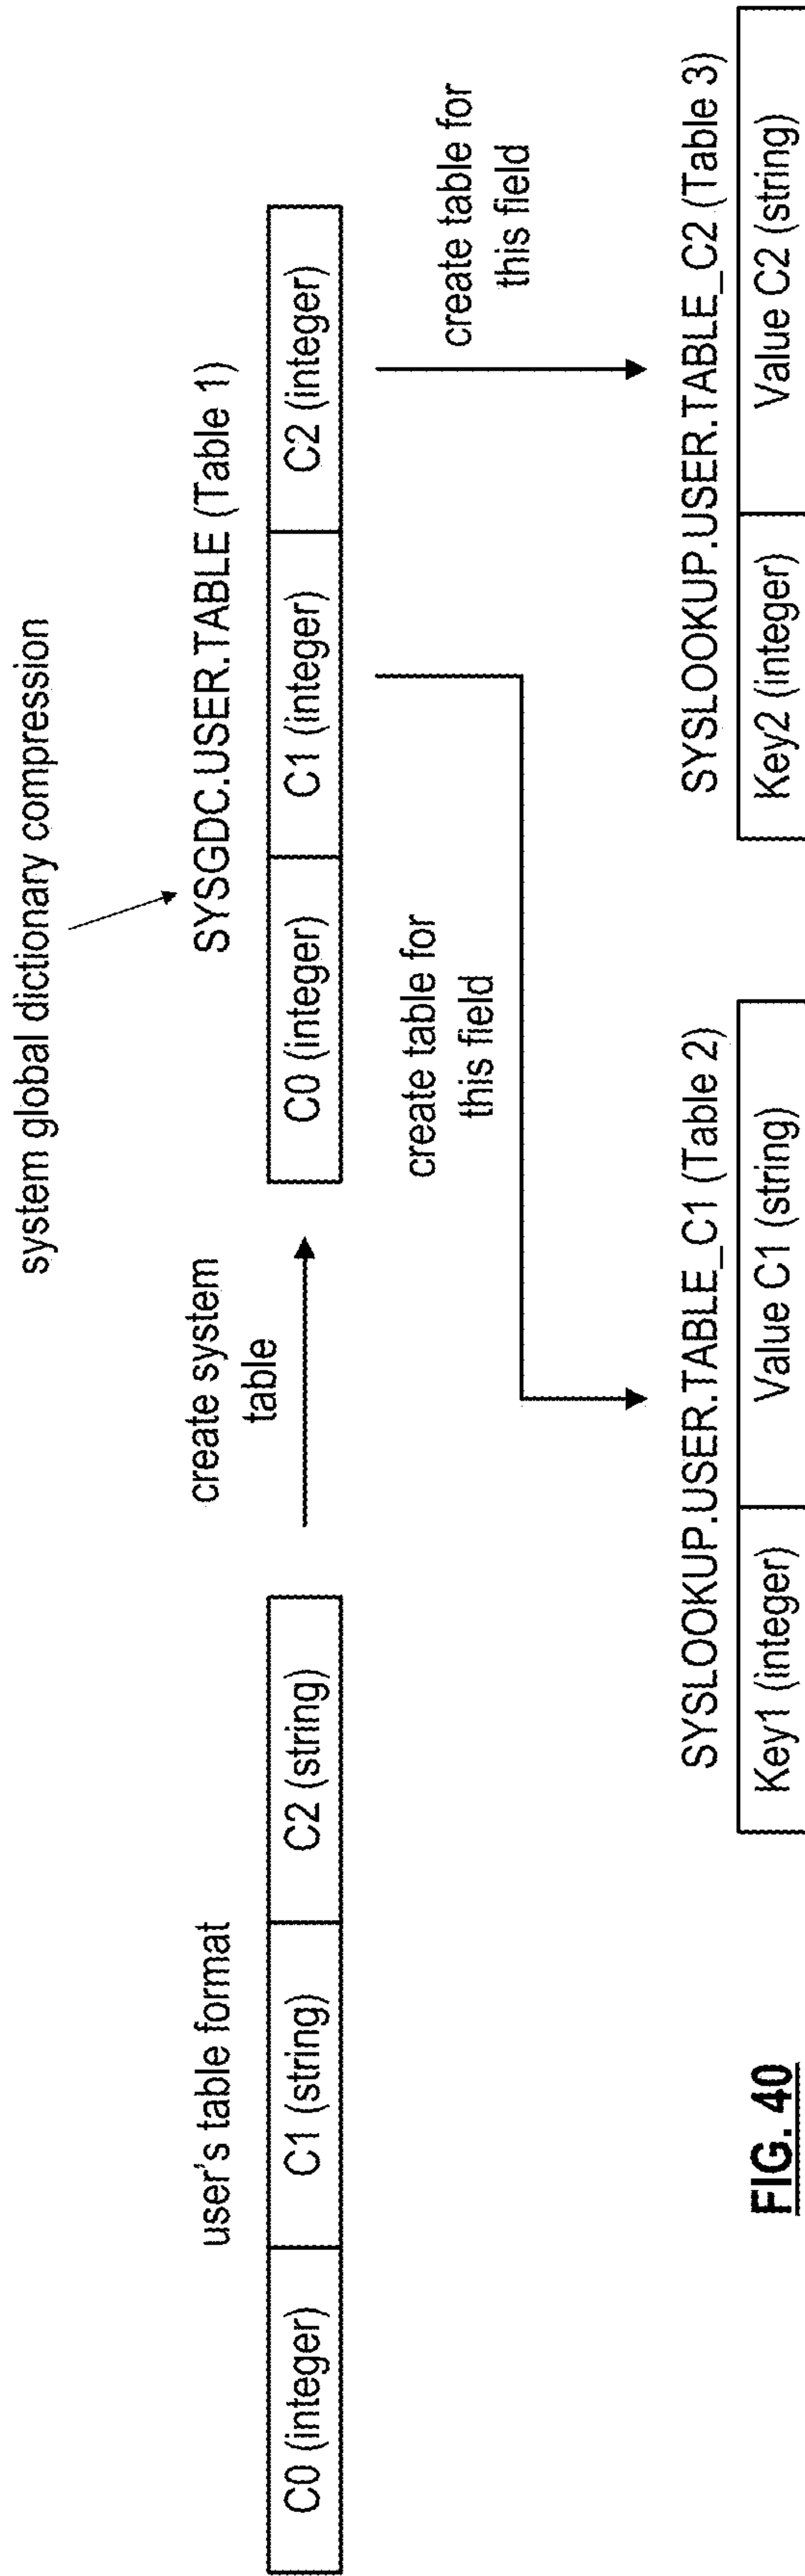 system global dictionary compression
user's table format
C0 (integer)
C1 (string)
C2 (string)
create system
table
SYSGDC.USER.TABLE (Table 1)
C0 (integer)
C1 (integer)
C2 (integer)
create table for
this field
create table for
this field
SYSLOOKUP.USER.TABLE_C1 (Table 2)
Key1 (integer)
Value C1 (string)
SYSLOOKUP.USER.TABLE_C2 (Table 3)
Key2 (integer)
Value C2 (string)
FIG. 40